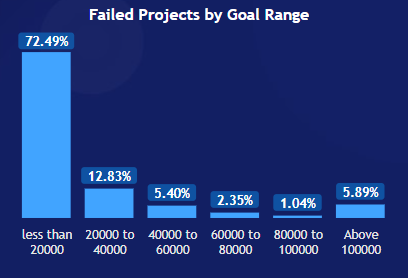 Failed Projects by Goal Range
72.49%
12.83%
5.40%
2.35%
1.04%
5.89%
less than
20000
20000 to
40000
40000 to
60000
60000 to
80000
80000 to
100000
Above
100000